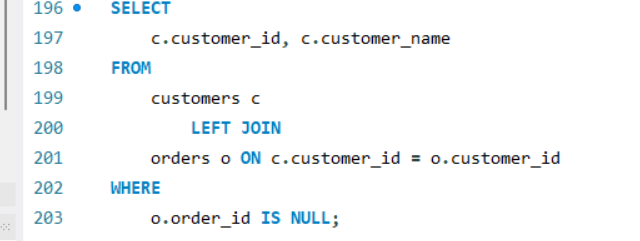 196 SELECT
197 c.customer_id, c.customer_name
198 FROM
199 customers c
200 LEFT JOIN
201 orders o ON c.customer_id = o.customer_id
202 WHERE
203 o.order_id IS NULL;